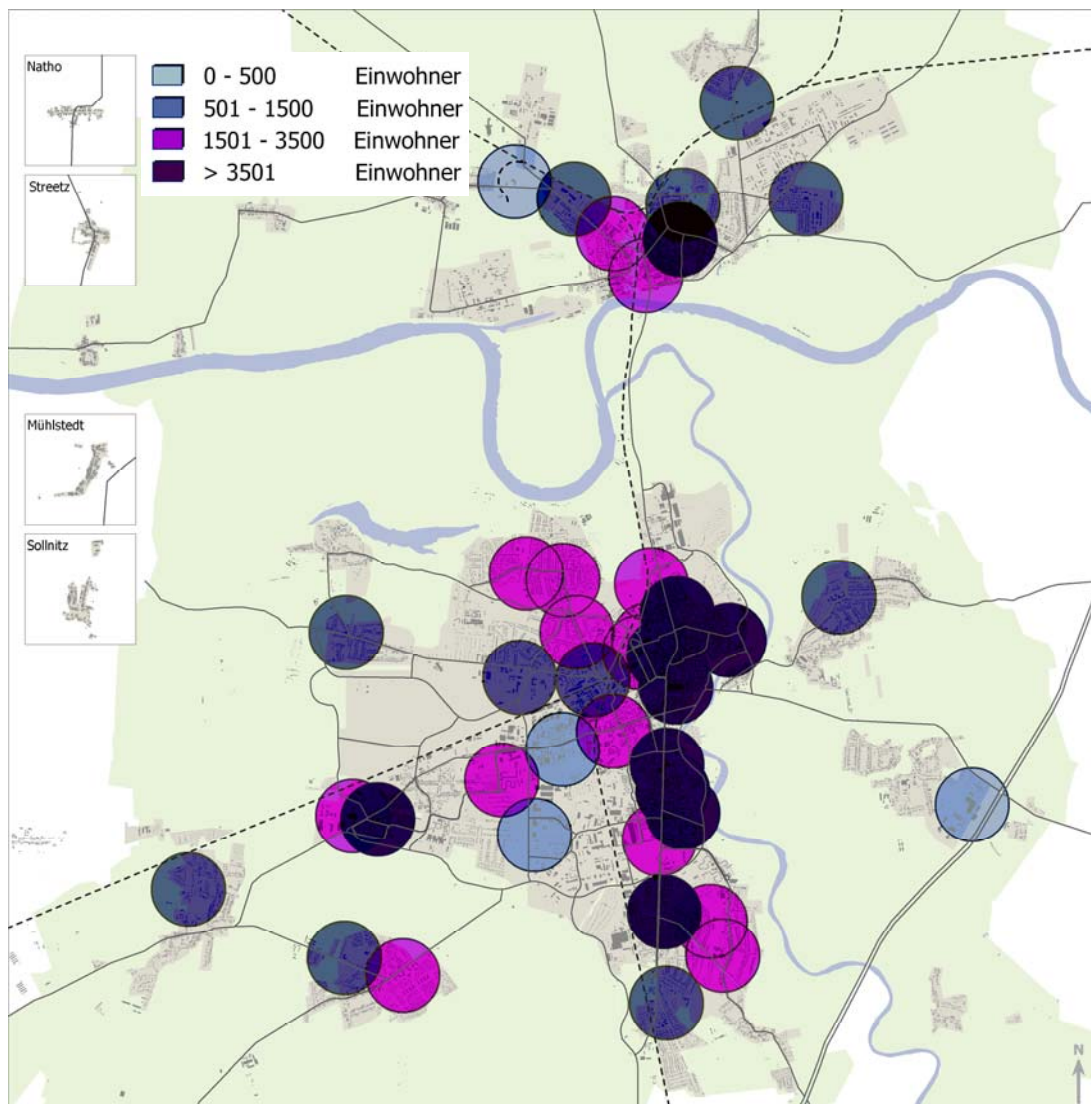 Natho
Streetz
Mühlstedt
Sollnitz
0 - 500 Einwohner
501 - 1500 Einwohner
1501 - 3500 Einwohner
> 3501 Einwohner
N